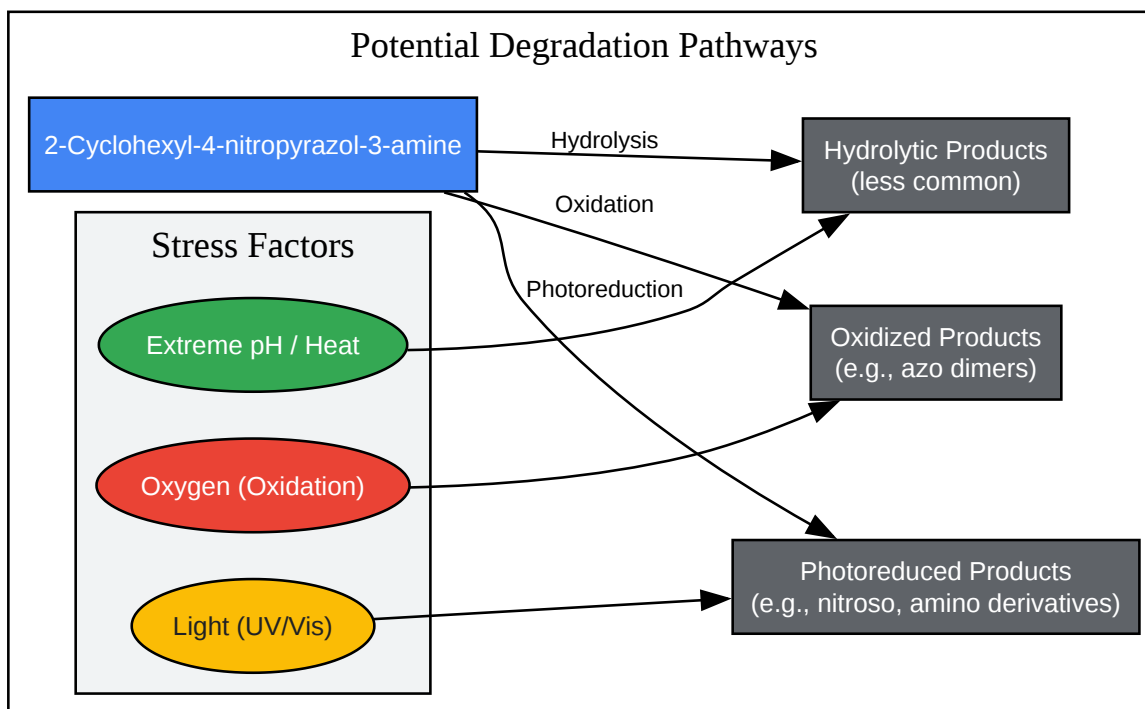 Potential Degradation Pathways
2-Cyclohexyl-4-nitropyrazol-3-amine
Hydrolysis
Hydrolytic Products
(less common)
Oxidation
Stress Factors
Photoreduction
Extreme pH / Heat
Oxidized Products
(e.g., azo dimers)
Oxygen (Oxidation)
Photoreduced Products
(e.g., nitroso, amino derivatives)
Light (UV/Vis)